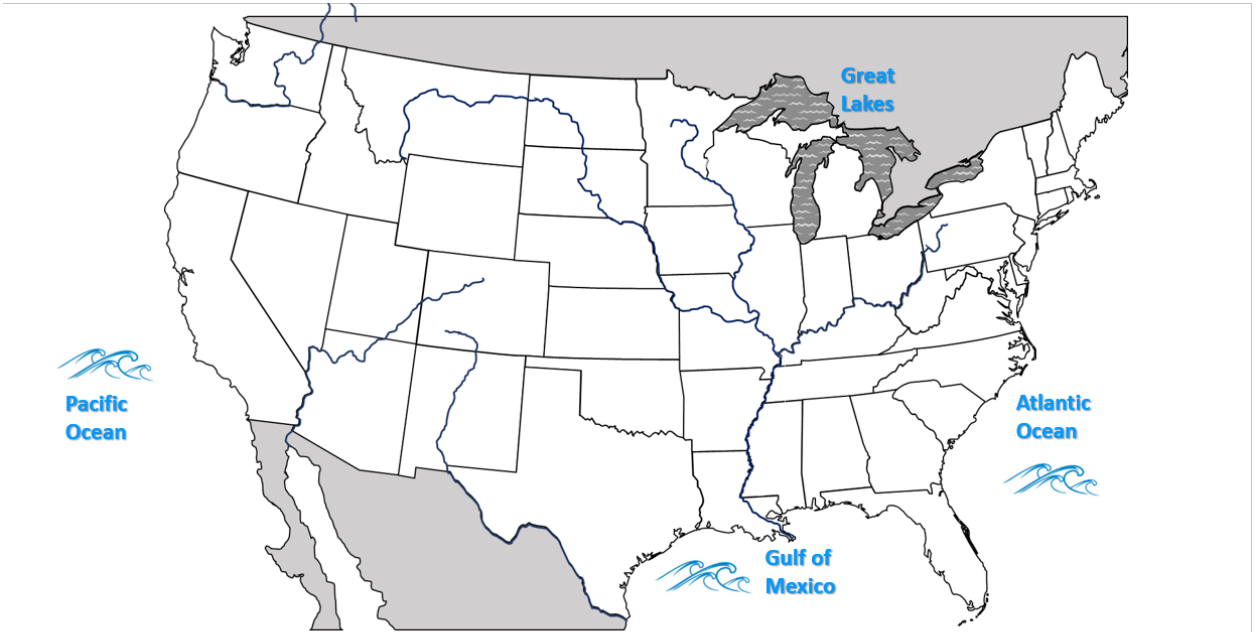 Great
Lakes
Pacific
Ocean
Atlantic
Ocean
Gulf of
Mexico